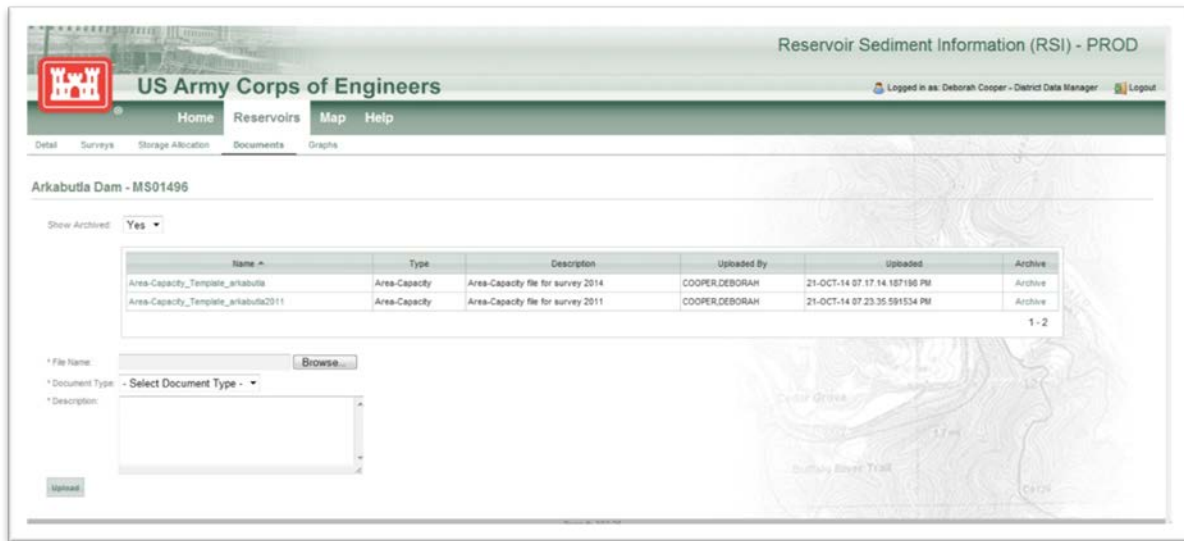 Reservoir Sediment Information (RSI) - PROD
US Army Corps of Engineers
®
Logged in as: Deborah Cooper - District Data Manager Logout
Home Reservoirs Map Help
Detail Surveys Storage Allocation Documents Graphs
Arkabutla Dam - MS01496
Show Archived: Yes
Name Type Description Uploaded By Uploaded Archive
Area-Capacity_Template_arkabutla Area-Capacity Area-Capacity file for survey 2014 COOPER,DEBORAH 21-OCT-14 07.17.14.187198 PM Archive
Area-Capacity_Template_arkabutla2011 Area-Capacity Area-Capacity file for survey 2011 COOPER,DEBORAH 21-OCT-14 07.23.35.591534 PM Archive
1 - 2
* File Name: Browse...
* Document Type: - Select Document Type -
* Description:
Upload
Trail